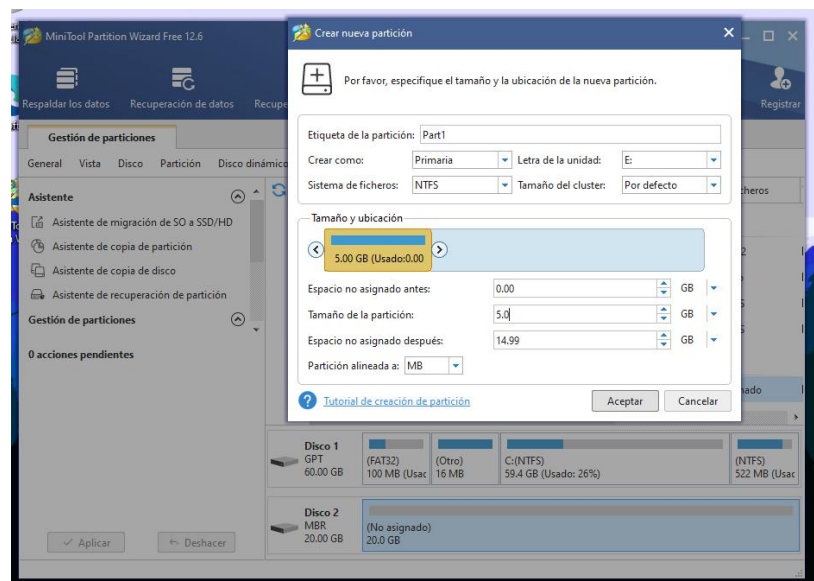 MiniTool Partition Wizard Free 12.6
Respaldar los datos
Recuperación de datos
Recupe
Registrar
Gestión de particiones
General Vista Disco Partición Disco dinámico
Asistente
Asistente de migración de SO a SSD/HD
Asistente de copia de partición
Asistente de copia de disco
Asistente de recuperación de partición
Gestión de particiones
0 acciones pendientes
Aplicar
Deshacer
Crear nueva partición
Por favor, especifique el tamaño y la ubicación de la nueva partición.
Etiqueta de la partición: Part1
Crear como: Primaria Letra de la unidad: E:
Sistema de ficheros: NTFS Tamaño del cluster: Por defecto
Tamaño y ubicación
5.00 GB (Usado:0.00
Espacio no asignado antes: 0.00 GB
Tamaño de la partición: 5.0 GB
Espacio no asignado después: 14.99 GB
Partición alineada a: MB
Tutorial de creación de partición
Aceptar Cancelar
cheros
nado
Disco 1
GPT
60.00 GB
(FAT32)
100 MB (Usac
(Otro)
16 MB
C:(NTFS)
59.4 GB (Usado: 26%)
(NTFS)
522 MB (Usac
Disco 2
MBR
20.00 GB
(No asignado)
20.0 GB